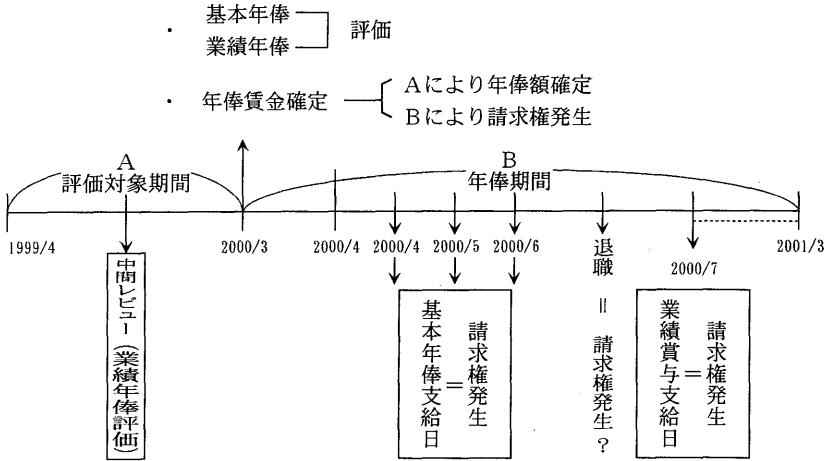 ・ 基本年俸
業績年俸
評価
・ 年俸賃金確定
Aにより年俸額確定
Bにより請求権発生
A
評価対象期間
B
年俸期間
1999/4
2000/3
2000/4
2000/4
2000/5
2000/6
2000/7
2001/3
中間レビュー(業績年俸評価)
基本年俸支給日
=
請求権発生
退職 = 請求権発生?
業績賞与支給日
=
請求権発生